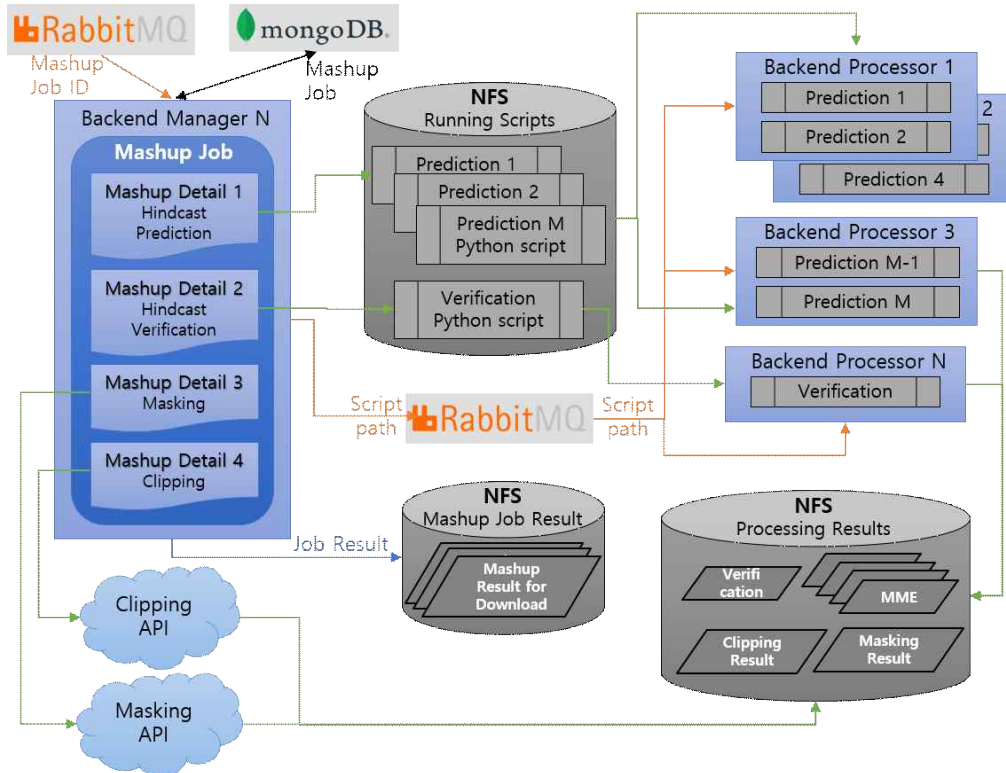 RabbitMQ
mongoDB.
Mashup
Job ID
Mashup
Job
Backend Manager N
Mashup Job
Mashup Detail 1
Hindcast
Prediction
Mashup Detail 2
Hindcast
Verification
Mashup Detail 3
Masking
Mashup Detail 4
Clipping
NFS
Running Scripts
Prediction 1
Prediction 2
Prediction M
Python script
Verification
Python script
Backend Processor 1
Prediction 1
Prediction 2
2
Prediction 4
Backend Processor 3
Prediction M-1
Prediction M
Backend Processor N
Verification
Script
path
RabbitMQ
Script
path
Job Result
NFS
Mashup Job Result
Mashup
Result for
Download
NFS
Processing Results
Verifi
cation
MME
Clipping
Result
Masking
Result
Clipping
API
Masking
API